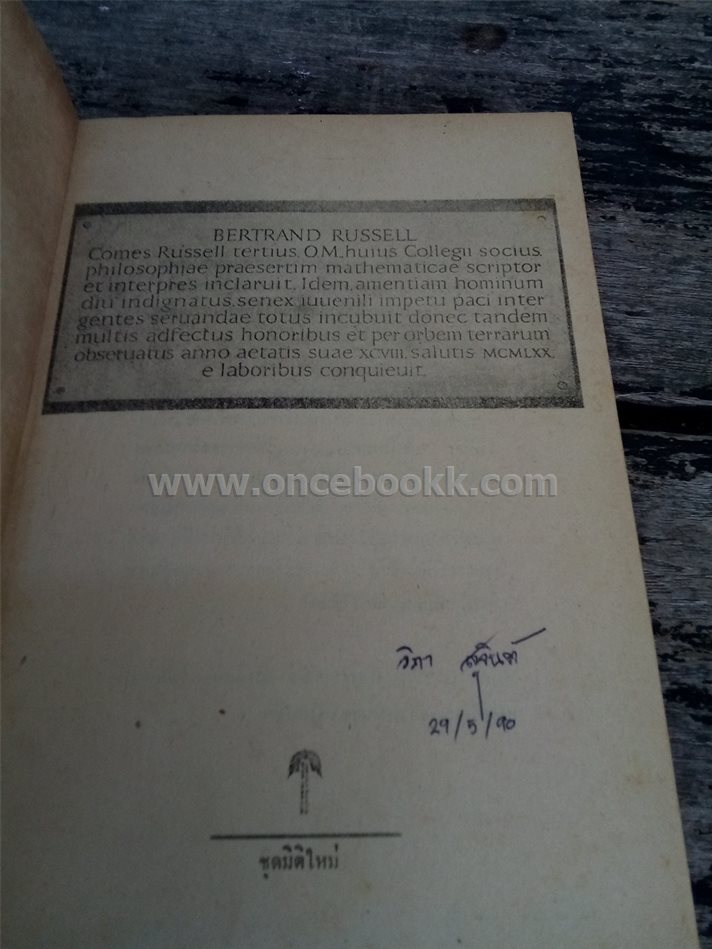 BERTRAND RUSSELL
Comes Russell tertius, O.M., huius Collegii socius,
philosophiae praesertim mathematicae scriptor
et interpres inclaruit. Idem, amentiam hominum
diu indignatus, senex iuuenili impetu paci inter
gentes seruandae totus incubuit donec tandem
multis adfectus honoribus et per orbem terrarum
obseruatus anno aetatis suae XCVIII, salutis MCMLXX,
e laboribus conquieuit.
www.oncebookk.com
วิภา
29/5/90
ชุดมิติใหม่